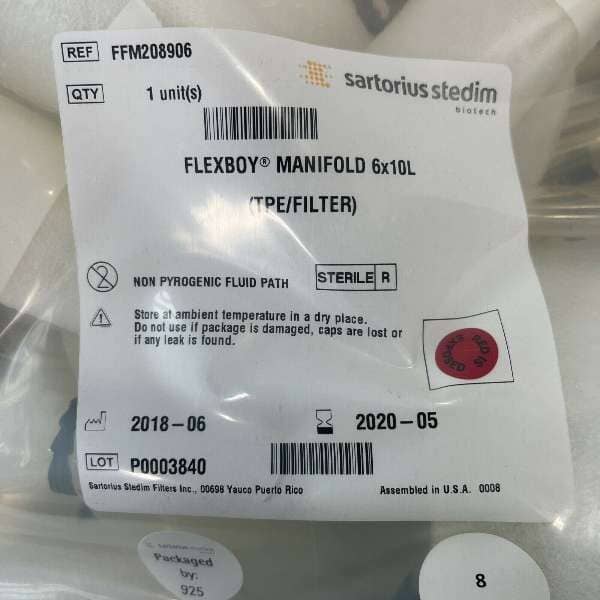 REF FFM208906
sartorius stedim
biotech
QTY 1 unit(s)
FLEXBOY® MANIFOLD 6x10L
(TPE/FILTER)
2 NON PYROGENIC FLUID PATH STERILE R
Store at ambient temperature in a dry place.
Do not use if package is damaged, caps are lost or
if any leak is found.
RED IS
2018-06 2020-05
LOT P0003840
Sartorius Stedim Filters Inc., 00698 Yauco Puerto Rico Assembled in U.S.A. 0008
Packaged
by:
925
8